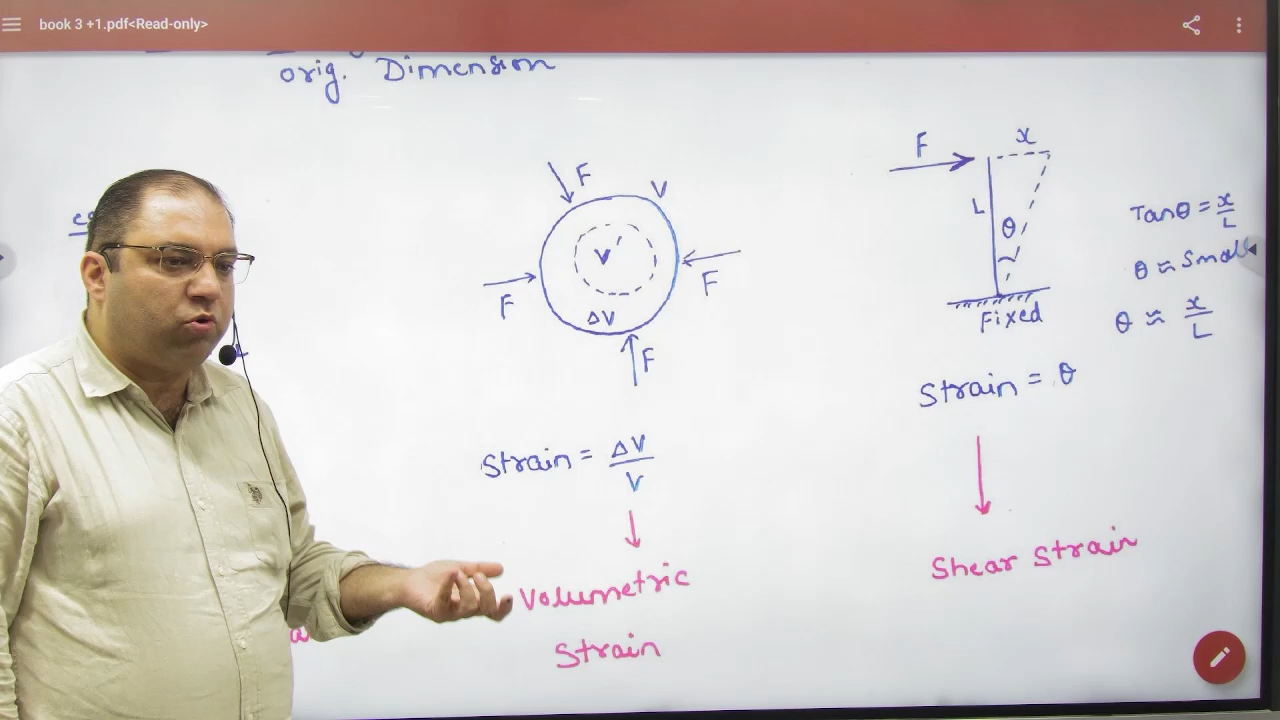 book 3 +1.pdf<Read-only>
orig. Dimension
F
V
V'
F
F
ΔV
F
Strain = ΔV/V
Volumetric
Strain
F
x
L
θ
Fixed
Tanθ = x/L
θ ≈ Small
θ ≈ x/L
Strain = θ
Shear Strain